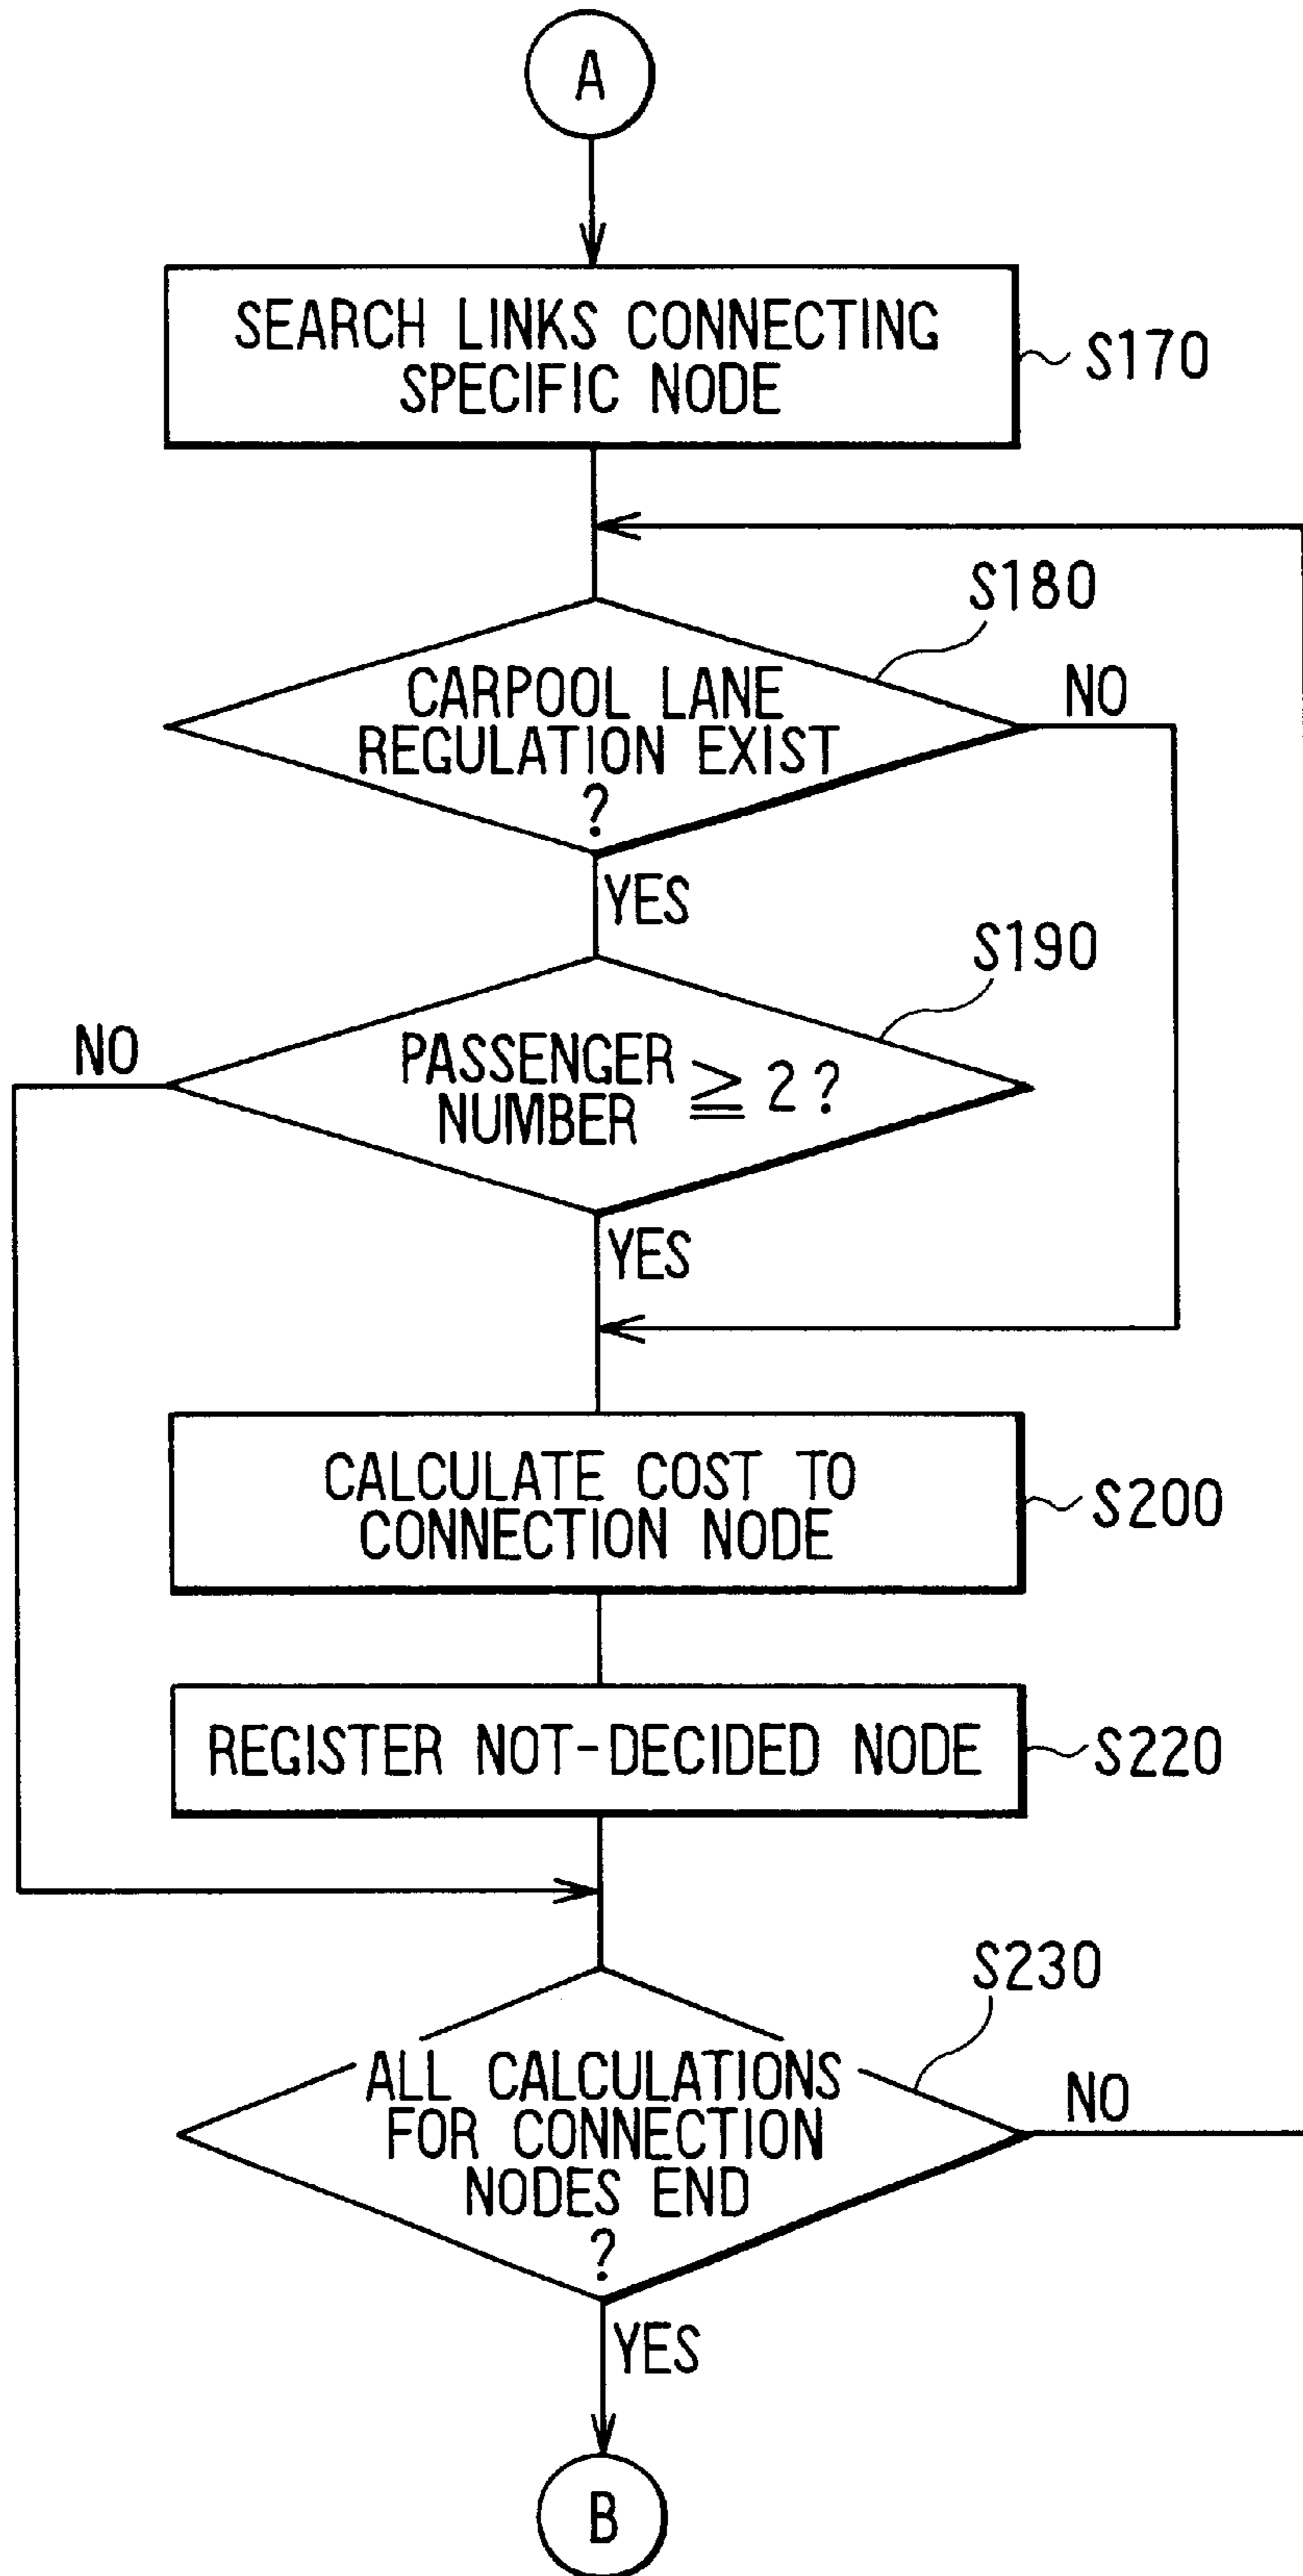 A
SEARCH LINKS CONNECTING
SPECIFIC NODE
S170
S180
CARPOOL LANE
REGULATION EXIST
?
NO
YES
S190
NO
PASSENGER
NUMBER ≧ 2 ?
YES
CALCULATE COST TO
CONNECTION NODE
S200
REGISTER NOT-DECIDED NODE
S220
S230
ALL CALCULATIONS
FOR CONNECTION
NODES END
?
NO
YES
B